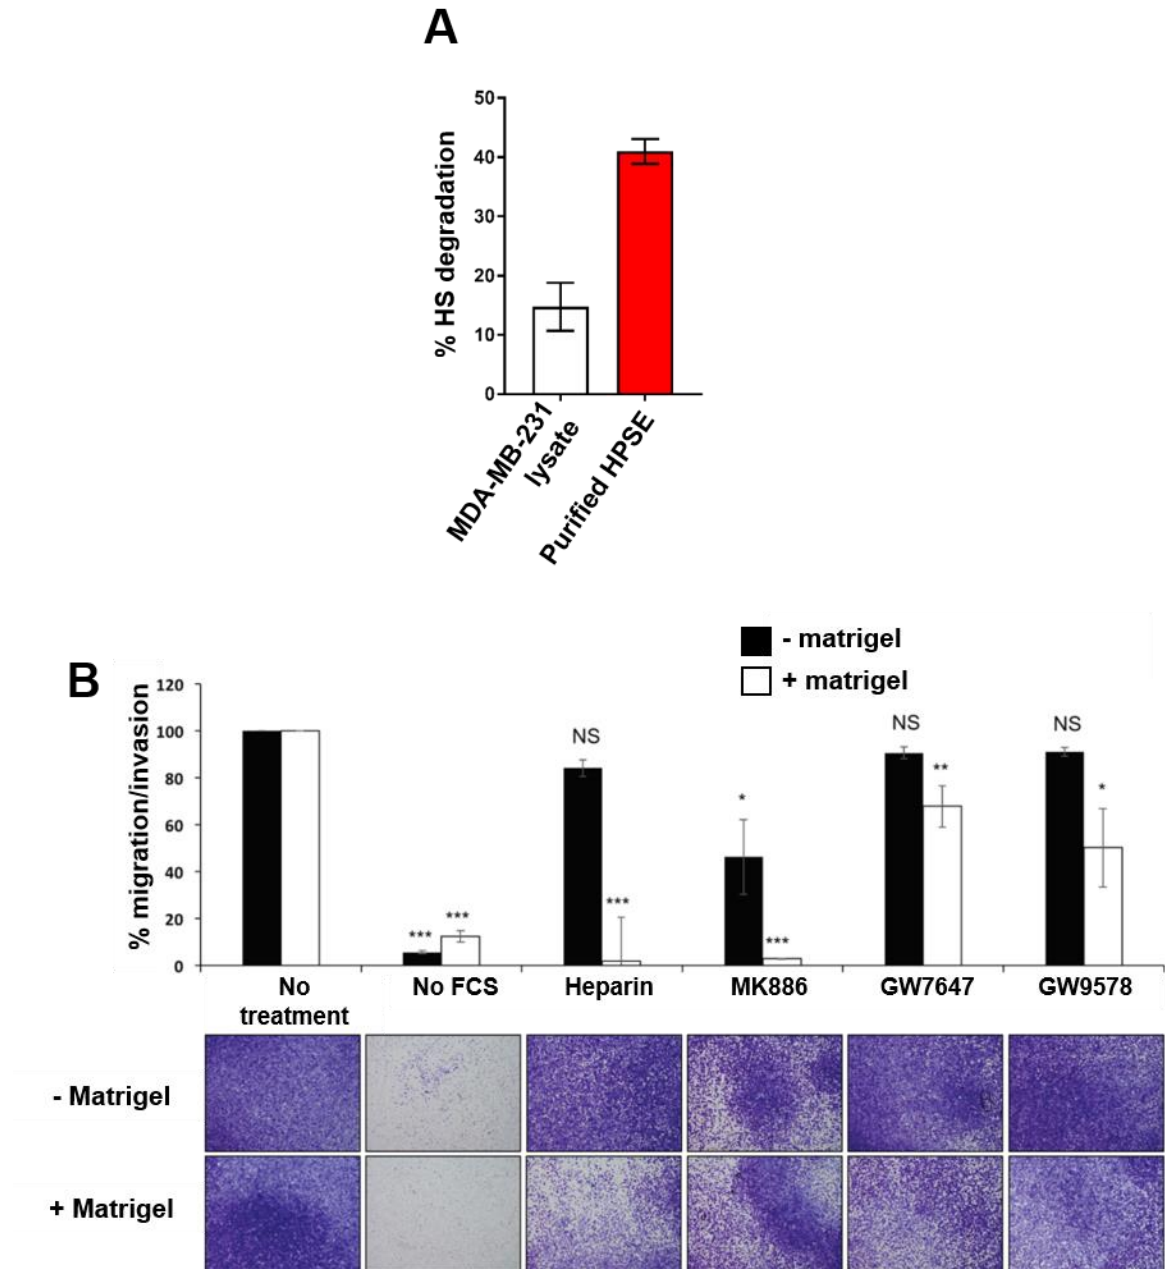 A
50
40
30
20
10
0
% HS degradation
MDA-MB-231
lysate
Purified HPSE
- matrigel
+ matrigel
B
120
100
80
60
40
20
0
% migration/invasion
*** ***
NS ***
* ***
NS **
NS *
No
treatment
No FCS
Heparin
MK886
GW7647
GW9578
- Matrigel
+ Matrigel